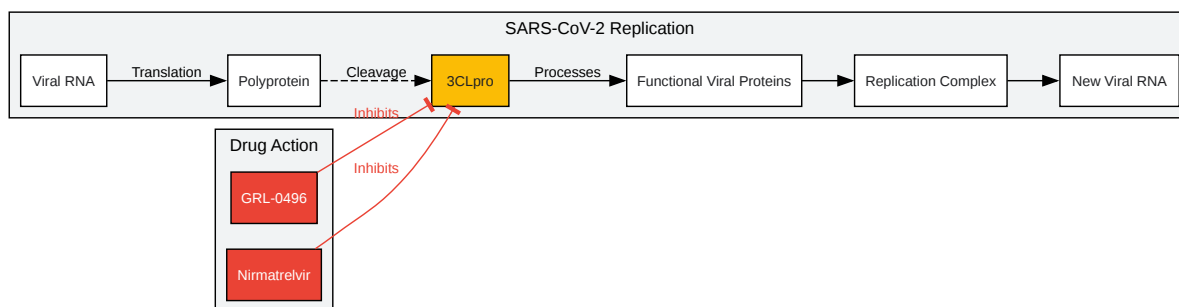 SARS-CoV-2 Replication
Viral RNA
Translation
Polyprotein
Cleavage
3CLpro
Processes
Functional Viral Proteins
Replication Complex
New Viral RNA
Inhibits
Drug Action
Inhibits
GRL-0496
Nirmatrelvir